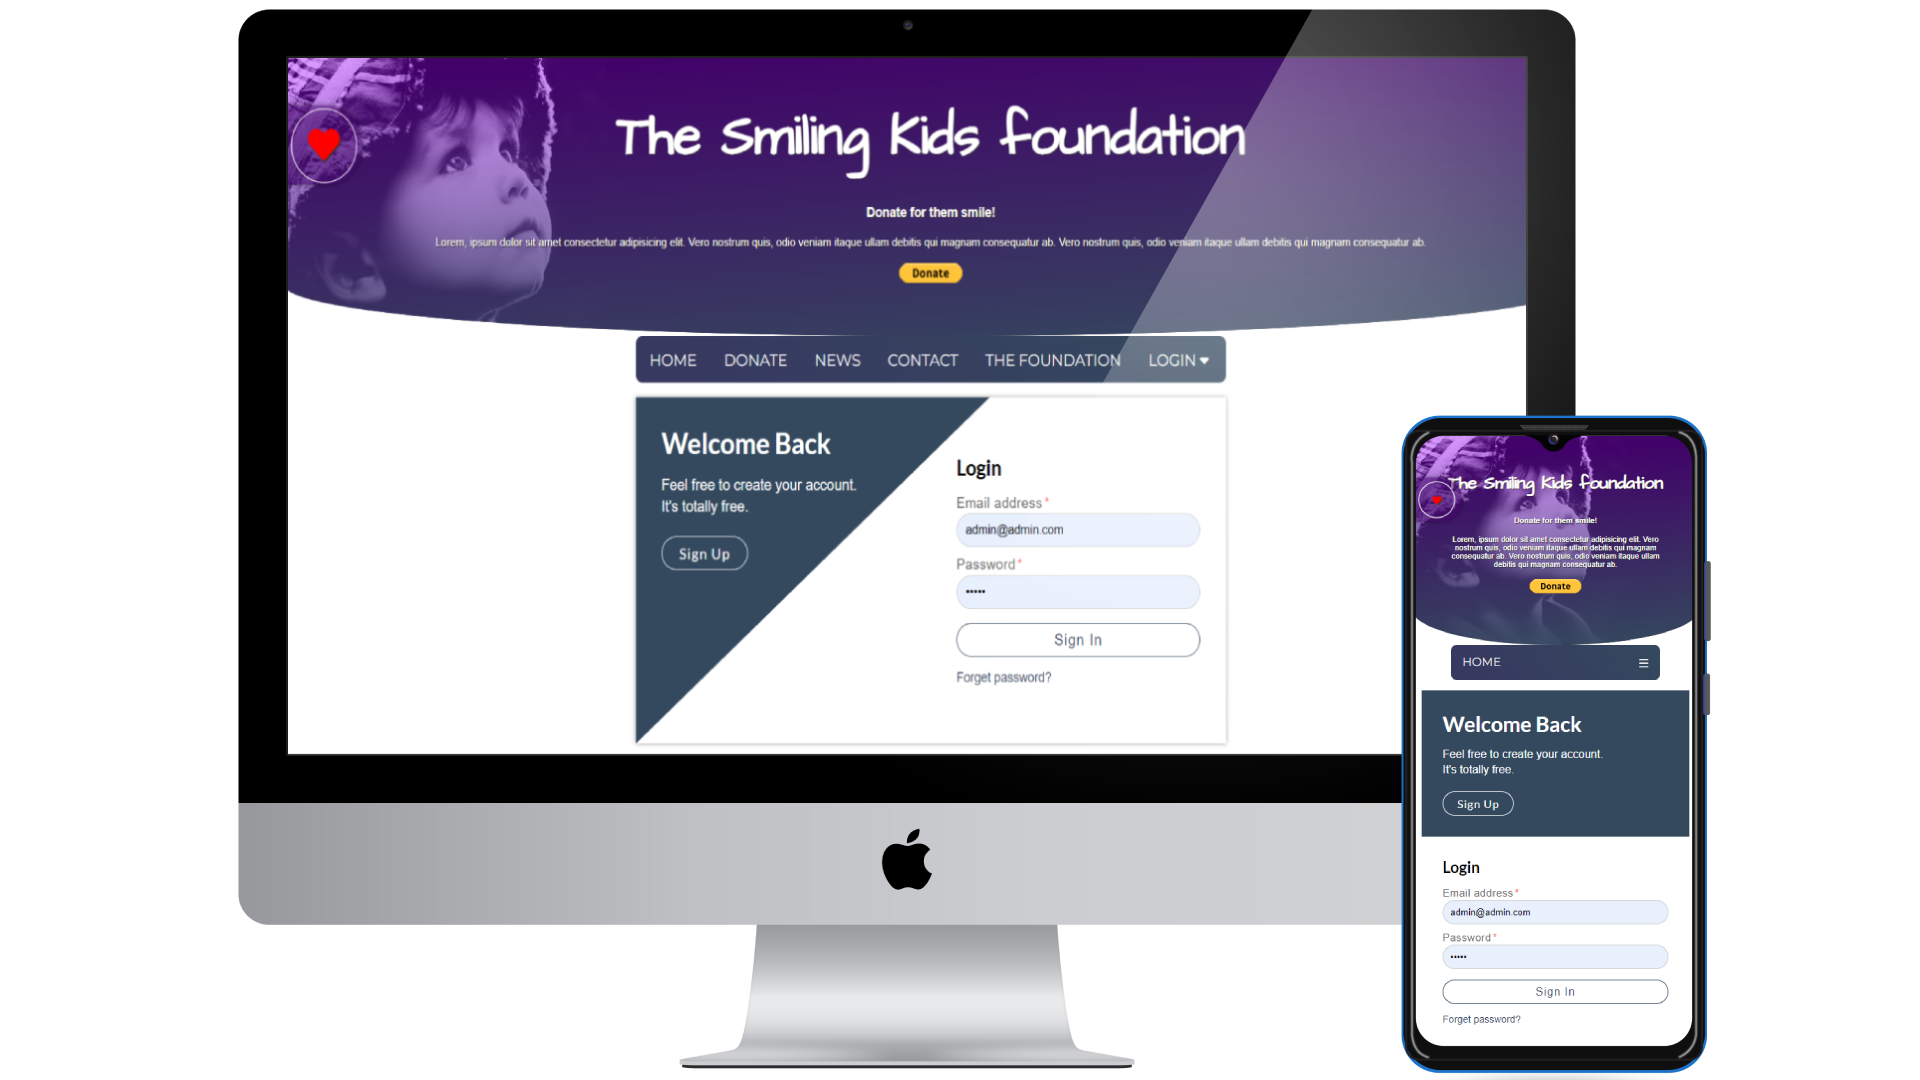 The Smiling Kids Foundation
Donate for them smile!
Lorem, ipsum dolor sit amet consectetur adipisicing elit. Vero nostrum quis, odio veniam itaque ullam debitis qui magnam consequatur ab. Vero nostrum quis, odio veniam itaque ullam debitis qui magnam consequatur ab.
Donate
HOME DONATE NEWS CONTACT THE FOUNDATION LOGIN
Welcome Back
Feel free to create your account.
It's totally free.
Sign Up
Login
Email address*
admin@admin.com
Password*
•••••
Sign In
Forget password?
The Smiling Kids Foundation
Donate for them smile!
Lorem, ipsum dolor sit amet consectetur adipisicing elit. Vero
nostrum quis, odio veniam itaque ullam debitis qui magnam
consequatur ab. Vero nostrum quis, odio veniam itaque ullam
debitis qui magnam consequatur ab.
Donate
HOME
Welcome Back
Feel free to create your account.
It's totally free.
Sign Up
Login
Email address*
admin@admin.com
Password*
•••••
Sign In
Forget password?